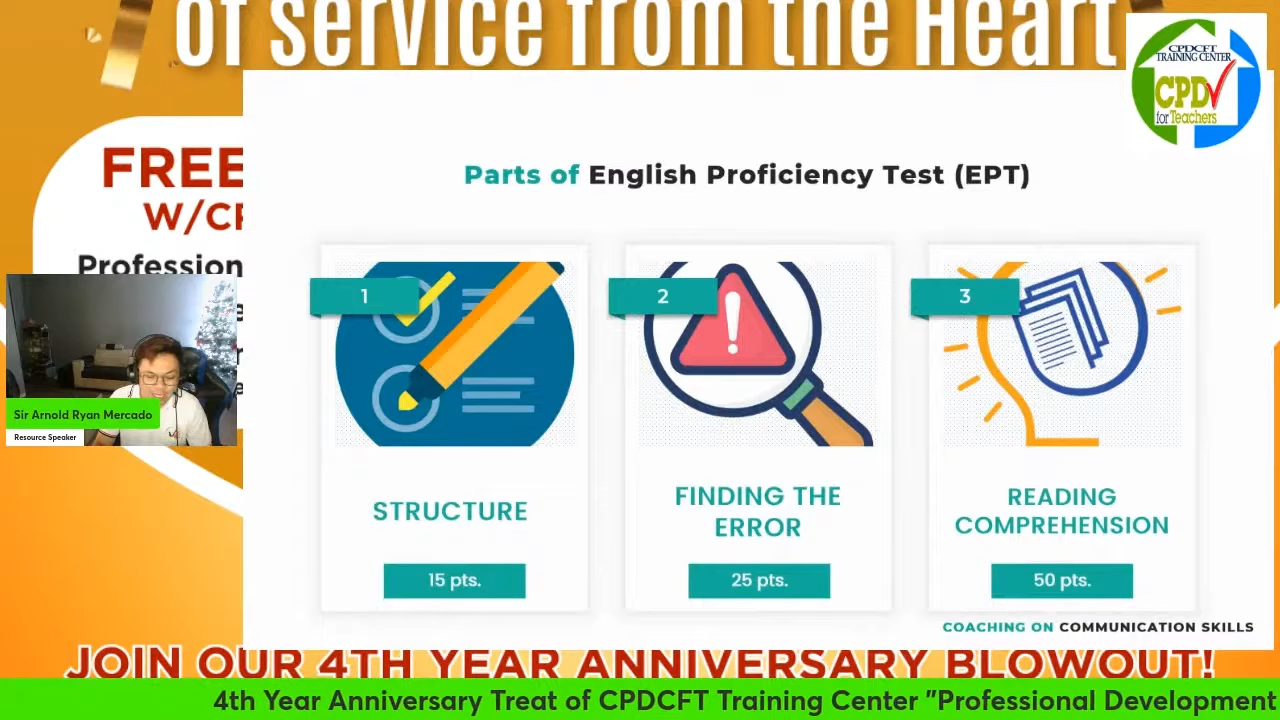 of service from the Heart
CPDCFT
TRAINING CENTER
CPD
for Teachers
FREE
W/CP
Profession
Parts of English Proficiency Test (EPT)
1
2
3
STRUCTURE
FINDING THE
ERROR
READING
COMPREHENSION
15 pts.
25 pts.
50 pts.
Sir Arnold Ryan Mercado
Resource Speaker
COACHING ON COMMUNICATION SKILLS
JOIN OUR 4TH YEAR ANNIVERSARY BLOWOUT!
4th Year Anniversary Treat of CPDCFT Training Center "Professional Development